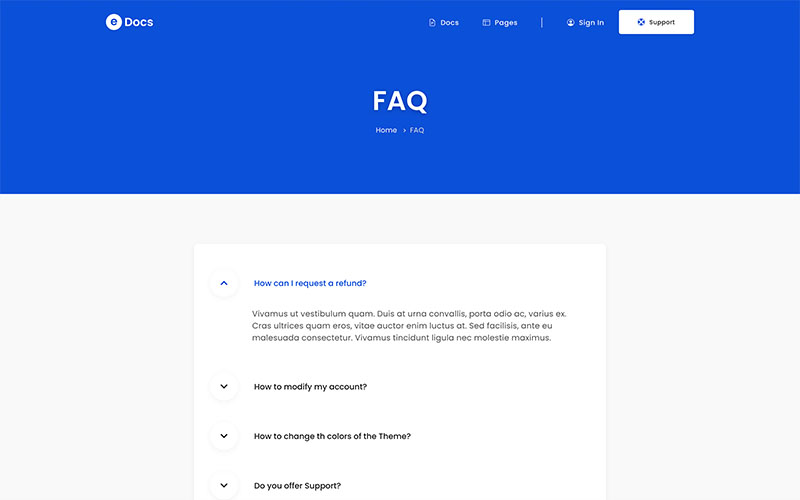 e Docs
Docs
Pages
Sign In
Support
FAQ
Home > FAQ
How can I request a refund?
Vivamus ut vestibulum quam. Duis at urna convallis, porta odio ac, varius ex.
Cras ultrices quam eros, vitae auctor enim luctus at. Sed facilisis, ante eu
malesuada consectetur. Vivamus tincidunt ligula nec molestie maximus.
How to modify my account?
How to change th colors of the Theme?
Do you offer Support?